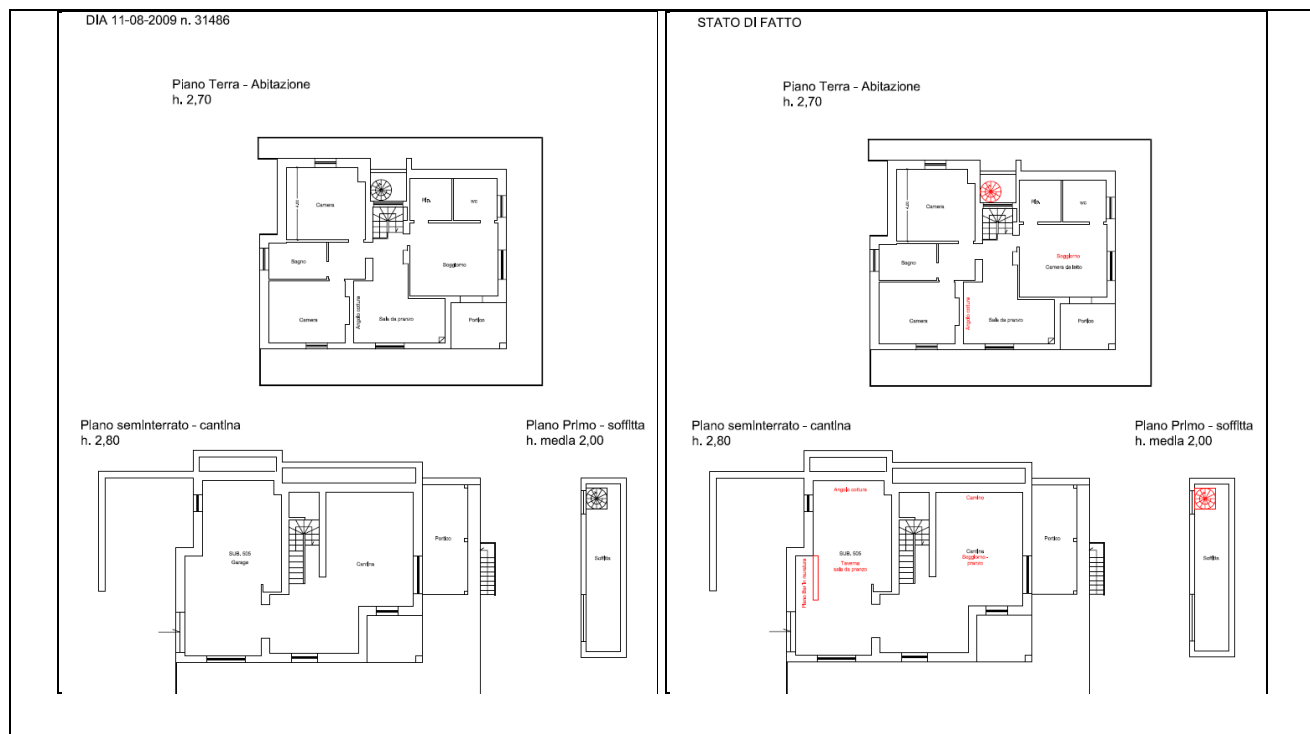 DIA 11-08-2009 n. 31486
Piano Terra - Abitazione
h. 2,70
Camera
Rip.
wc
Bagno
Soggiorno
Camera
Angolo cottura
Sala da pranzo
Portico
Piano seminterrato - cantina
h. 2,80
Piano Primo - soffitta
h. media 2,00
SUB. 505
Garage
Cantina
Portico
Soffitta
STATO DI FATTO
Piano Terra - Abitazione
h. 2,70
Camera
Rip.
wc
Bagno
Soggiorno
Camera da letto
Camera
Angolo cottura
Sala da pranzo
Portico
Piano seminterrato - cantina
h. 2,80
Piano Primo - soffitta
h. media 2,00
Angolo cottura
Camino
SUB. 505
Taverna
sala da pranzo
Cantina
Soggiorno-
pranzo
Portico
Soffitta